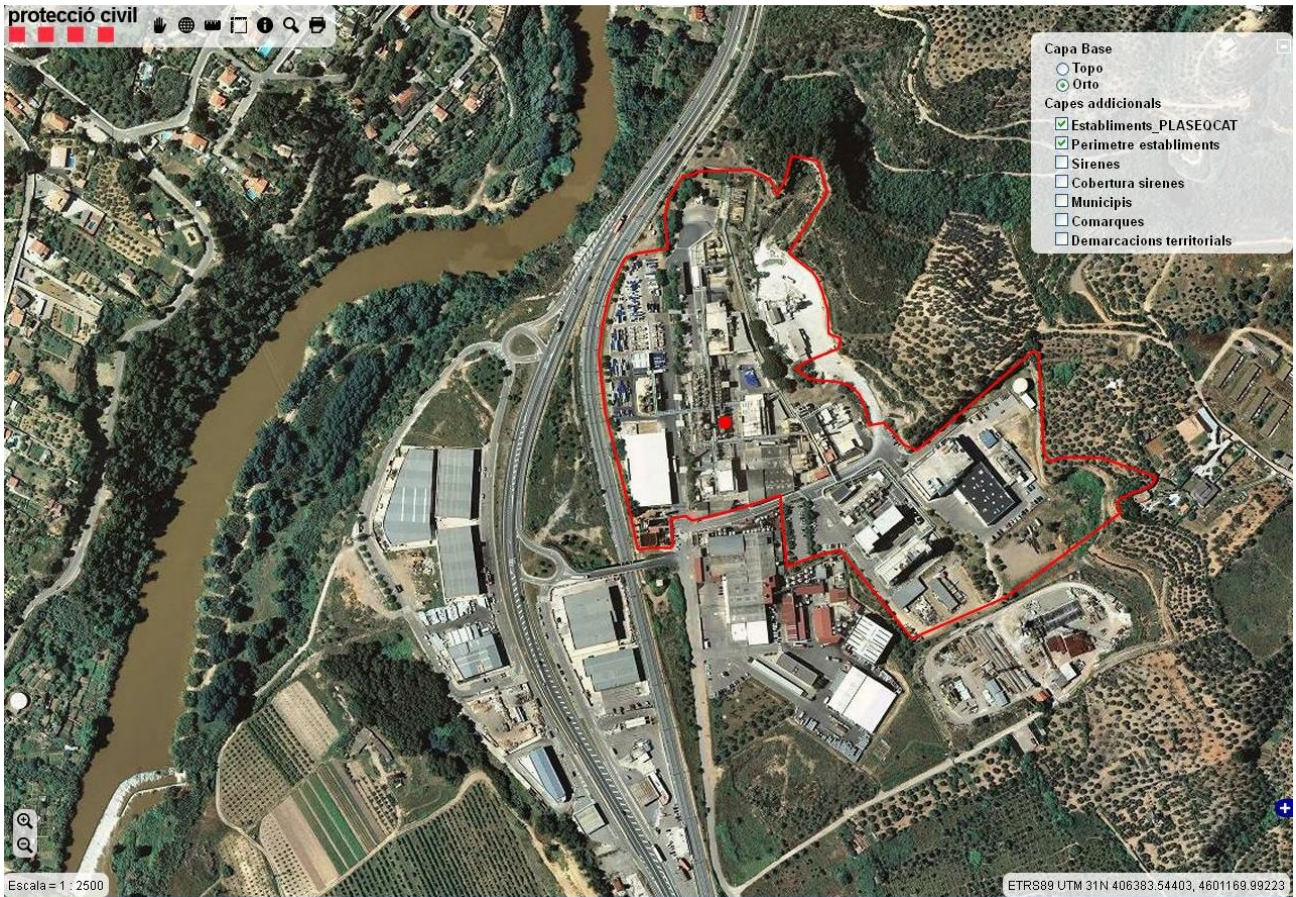 protecció civil
Capa Base
Topo
Orto
Capes addicionals
Establiments_PLASEQCAT
Perimetre establiments
Sirenes
Cobertura sirenes
Municipis
Comarques
Demarcacions territorials
Escala = 1 : 2500
ETRS89 UTM 31N 406383.54403, 4601169.99223